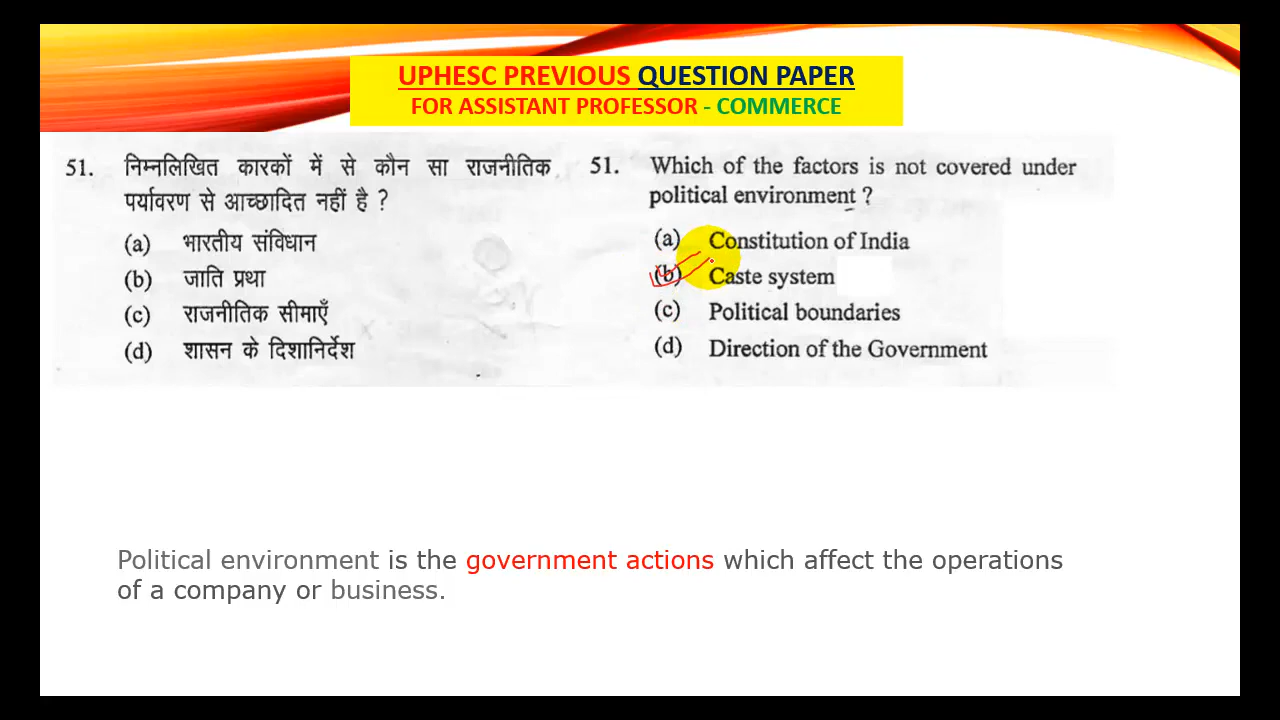 UPHESC PREVIOUS QUESTION PAPER
FOR ASSISTANT PROFESSOR - COMMERCE
51. निम्नलिखित कारकों में से कौन सा राजनीतिक
पर्यावरण से आच्छादित नहीं है ?
(a) भारतीय संविधान
(b) जाति प्रथा
(c) राजनीतिक सीमाएँ
(d) शासन के दिशानिर्देश
51. Which of the factors is not covered under
political environment ?
(a) Constitution of India
(b) Caste system
(c) Political boundaries
(d) Direction of the Government
Political environment is the government actions which affect the operations
of a company or business.